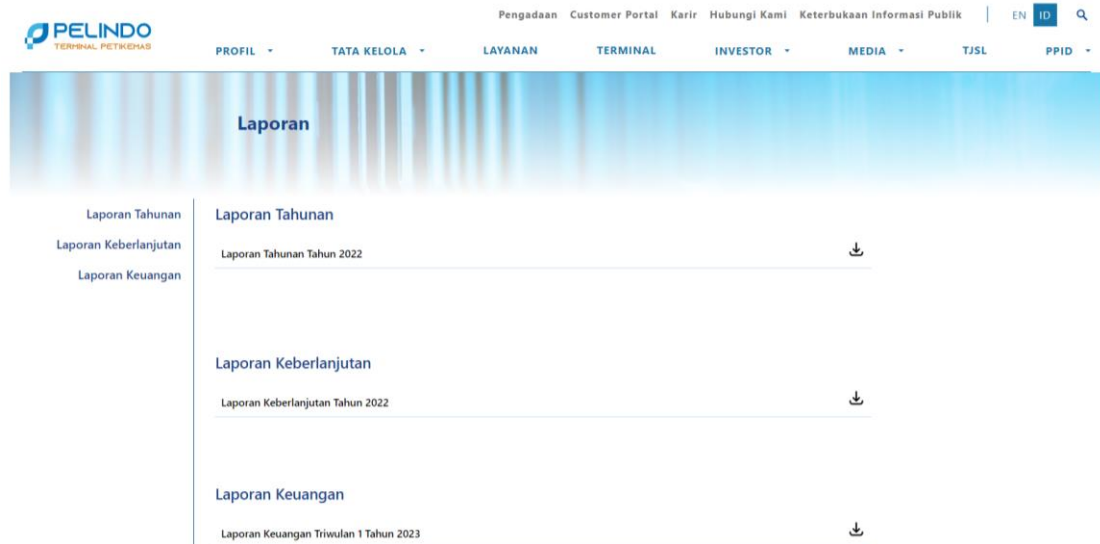 Pengadaan Customer Portal Karir Hubungi Kami Keterbukaan Informasi Publik EN ID
PELINDO
TERMINAL PETIKEMAS
PROFIL TATA KELOLA LAYANAN TERMINAL INVESTOR MEDIA TJSL PPID
Laporan
Laporan Tahunan
Laporan Keberlanjutan
Laporan Keuangan
Laporan Tahunan
Laporan Tahunan Tahun 2022
Laporan Keberlanjutan
Laporan Keberlanjutan Tahun 2022
Laporan Keuangan
Laporan Keuangan Triwulan 1 Tahun 2023